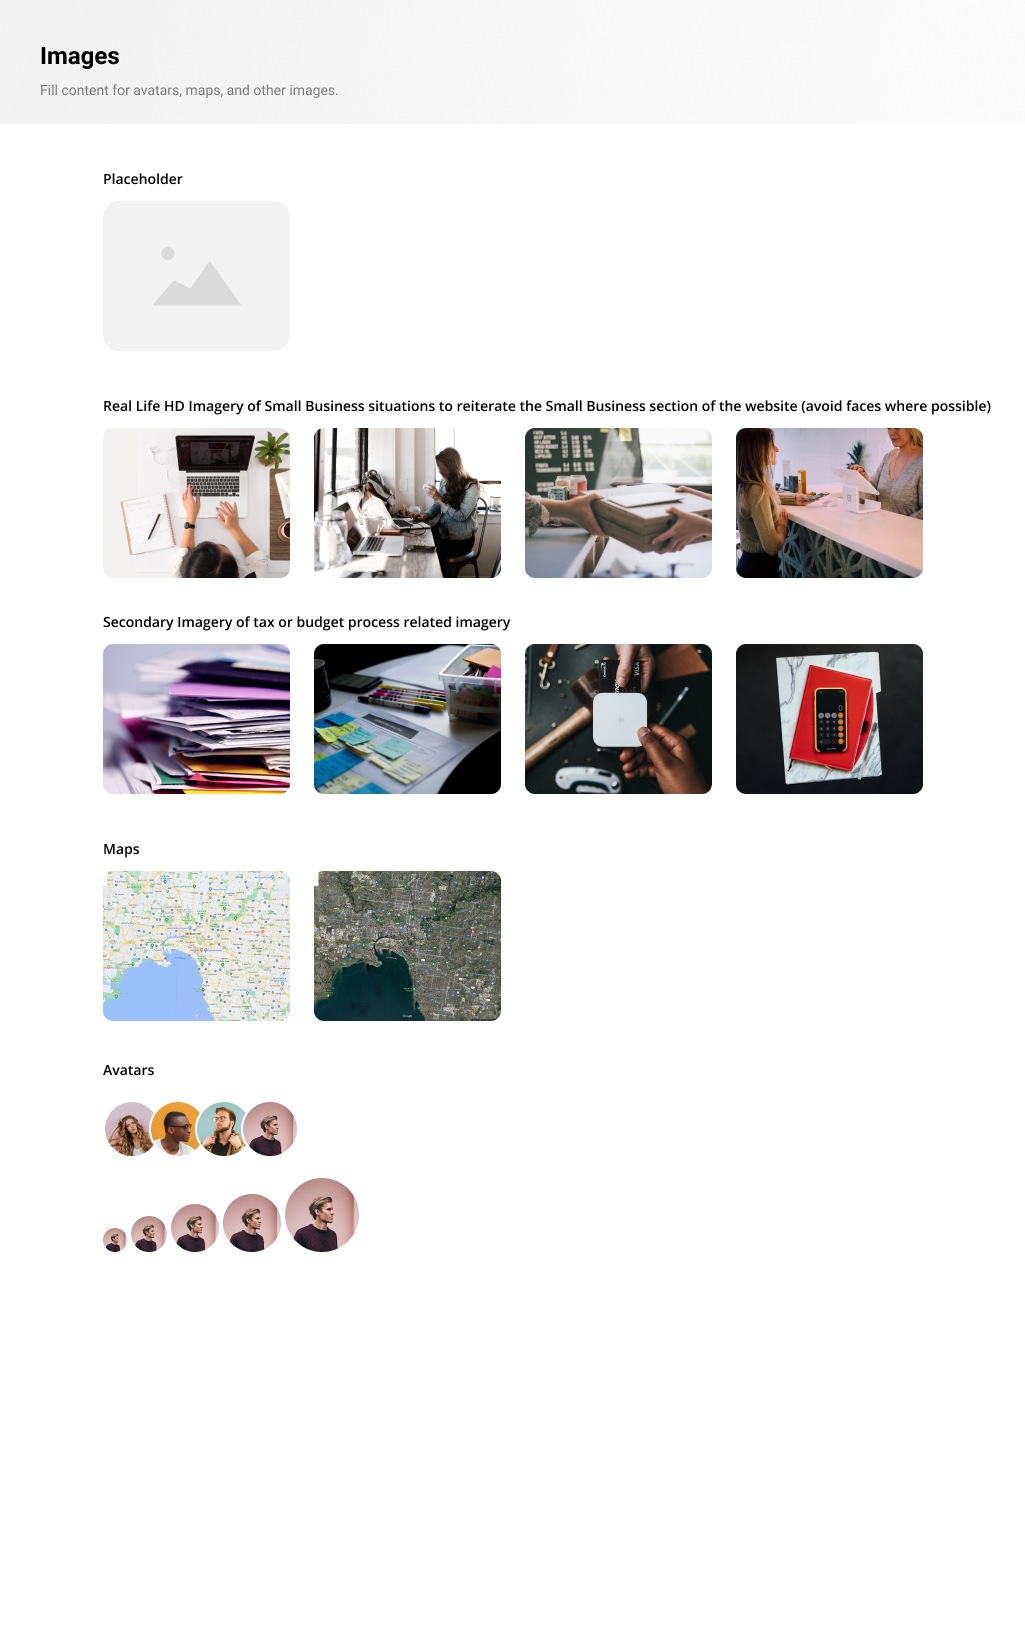 Images
Fill content for avatars, maps, and other images.
Placeholder
Real Life HD Imagery of Small Business situations to reiterate the Small Business section of the website (avoid faces where possible)
Secondary Imagery of tax or budget process related imagery
VISA
Maps
Google
Avatars